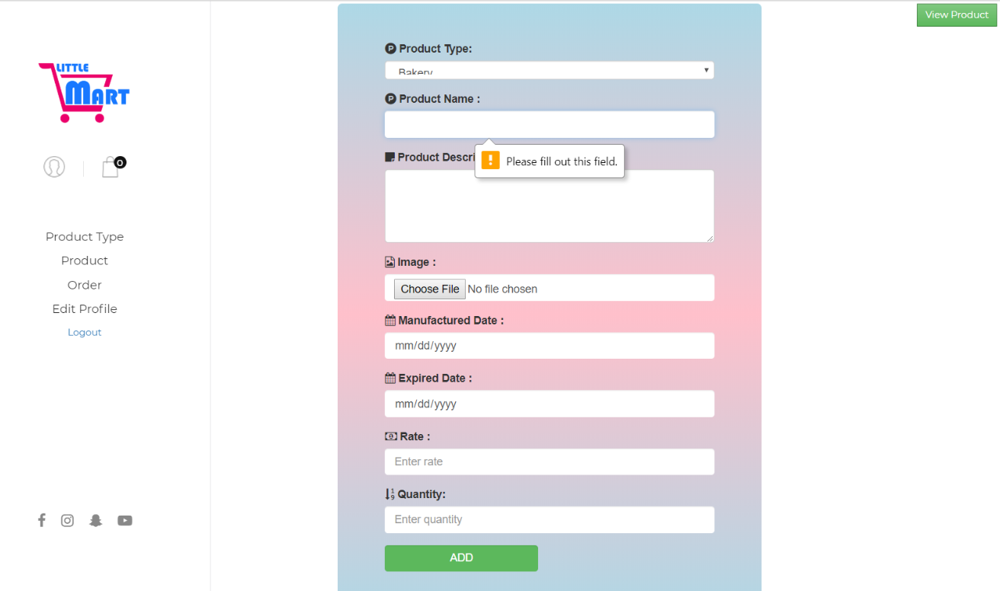 LITTLE
MART
0
Product Type
Product
Order
Edit Profile
Logout
View Product
Product Type:
Bakery
Product Name :
Please fill out this field.
Product Descri
Image :
Choose File No file chosen
Manufactured Date :
mm/dd/yyyy
Expired Date :
mm/dd/yyyy
Rate :
Enter rate
Quantity:
Enter quantity
ADD